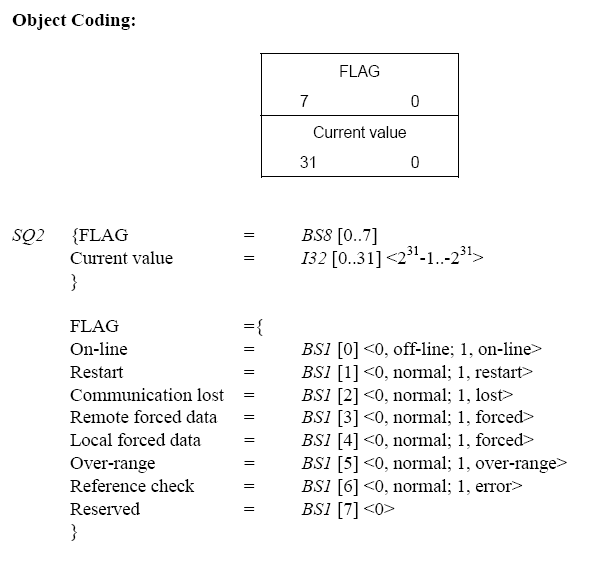 Object Coding:
FLAG
7 0
Current value
31 0
SQ2 {FLAG = BS8 [0..7]
Current value = I32 [0..31] <2³¹-1..-2³¹>
}
FLAG ={
On-line = BS1 [0] <0, off-line; 1, on-line>
Restart = BS1 [1] <0, normal; 1, restart>
Communication lost = BS1 [2] <0, normal; 1, lost>
Remote forced data = BS1 [3] <0, normal; 1, forced>
Local forced data = BS1 [4] <0, normal; 1, forced>
Over-range = BS1 [5] <0, normal; 1, over-range>
Reference check = BS1 [6] <0, normal; 1, error>
Reserved = BS1 [7] <0>
}